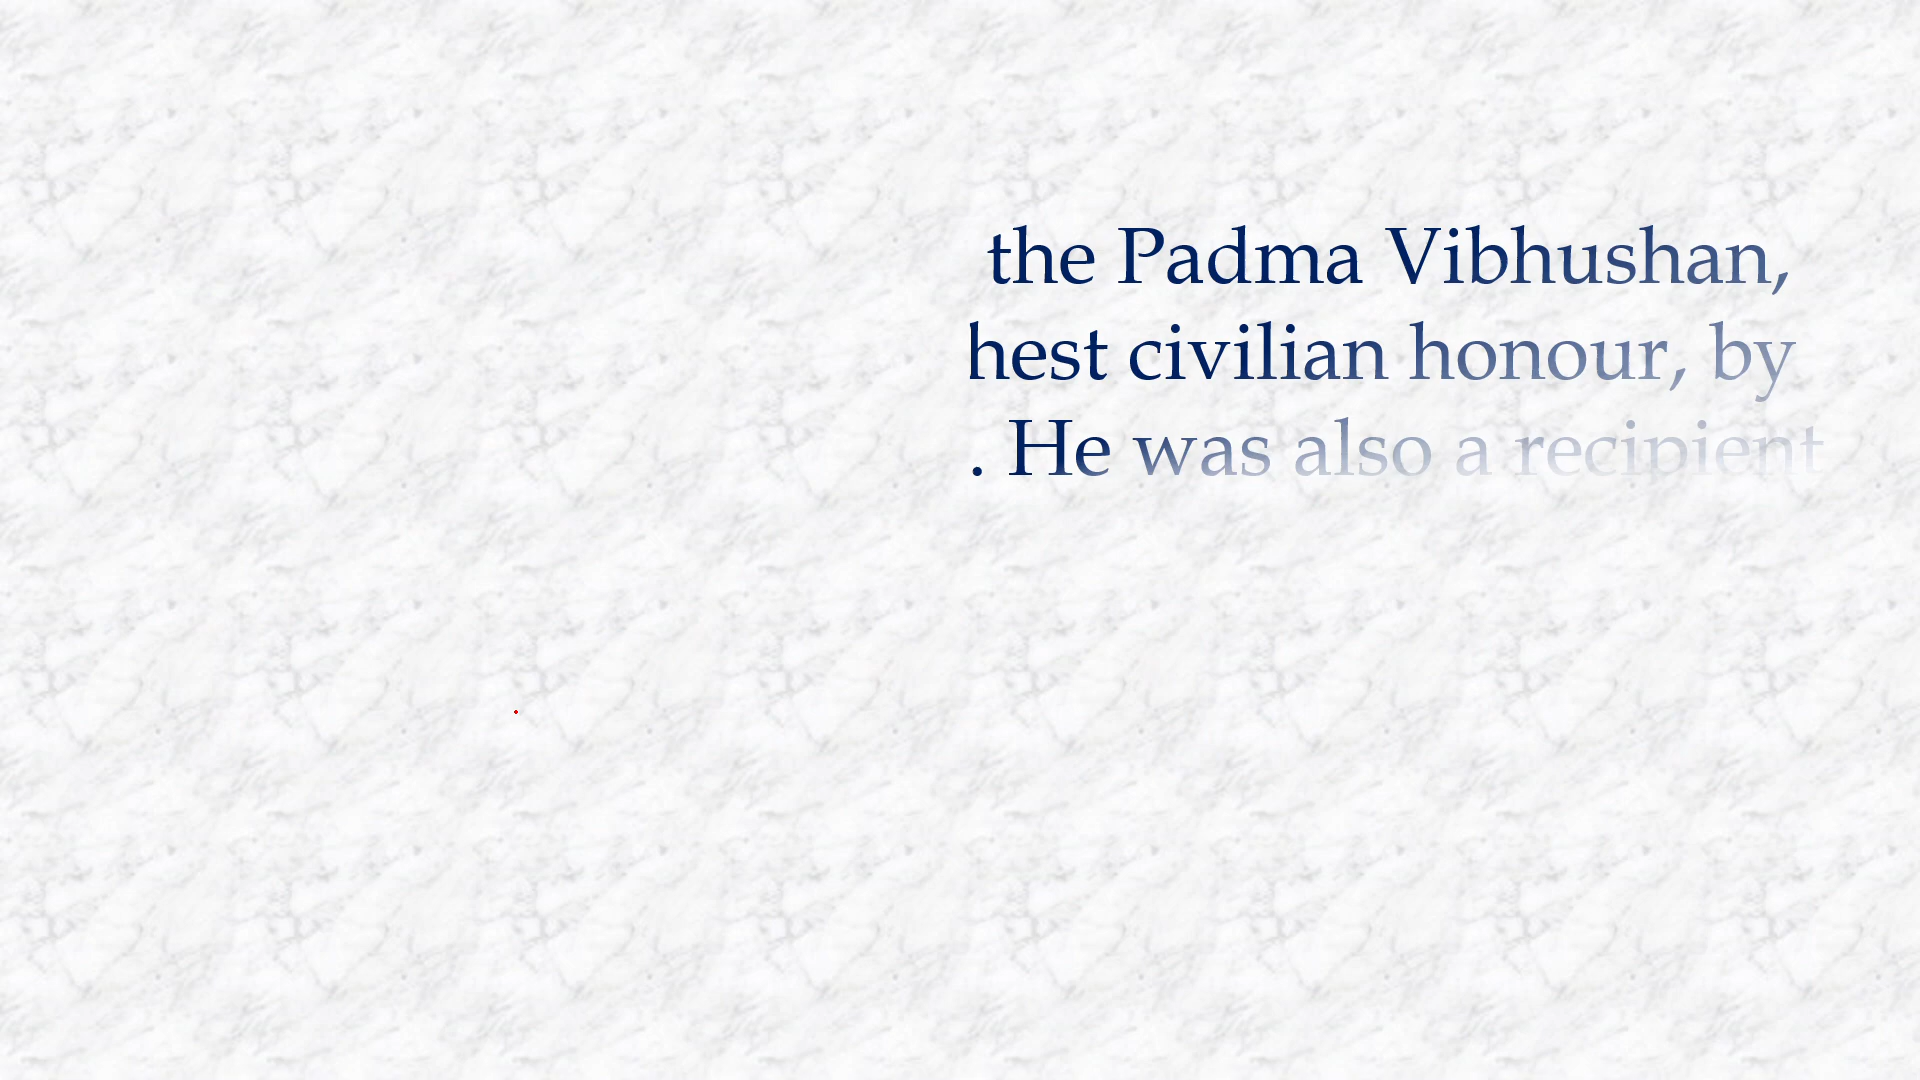 the Padma Vibhushan,
hest civilian honour, by
. He was also a recipient